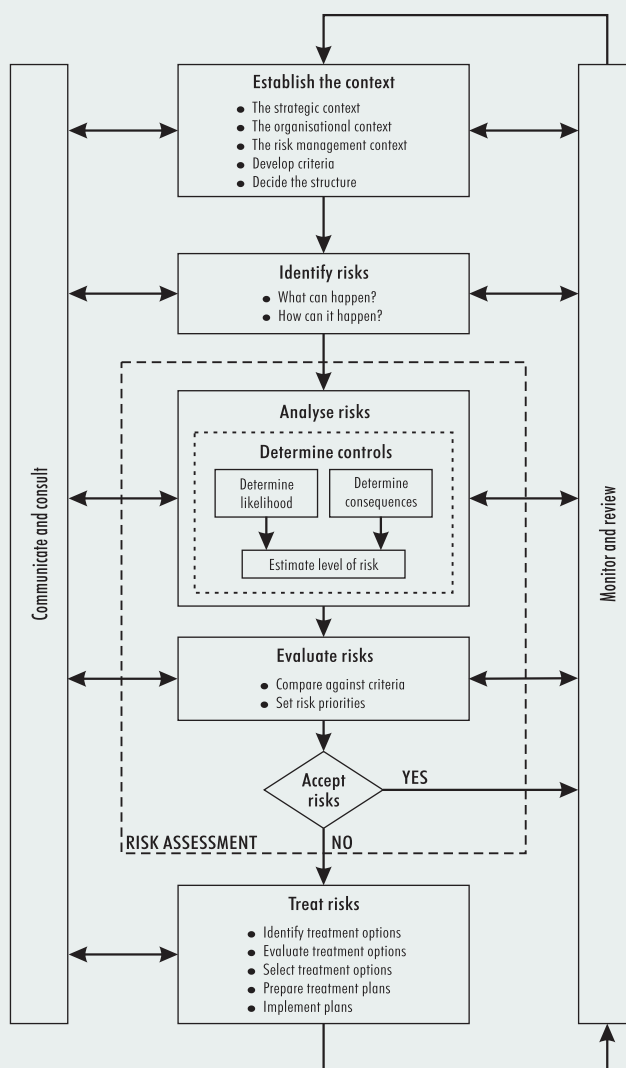 Establish the context
● The strategic context
● The organisational context
● The risk management context
● Develop criteria
● Decide the structure
Identify risks
● What can happen?
● How can it happen?
Analyse risks
Determine controls
Determine
likelihood
Determine
consequences
Estimate level of risk
Communicate and consult
Monitor and review
Evaluate risks
● Compare against criteria
● Set risk priorities
Accept
risks
YES
RISK ASSESSMENT
NO
Treat risks
● Identify treatment options
● Evaluate treatment options
● Select treatment options
● Prepare treatment plans
● Implement plans